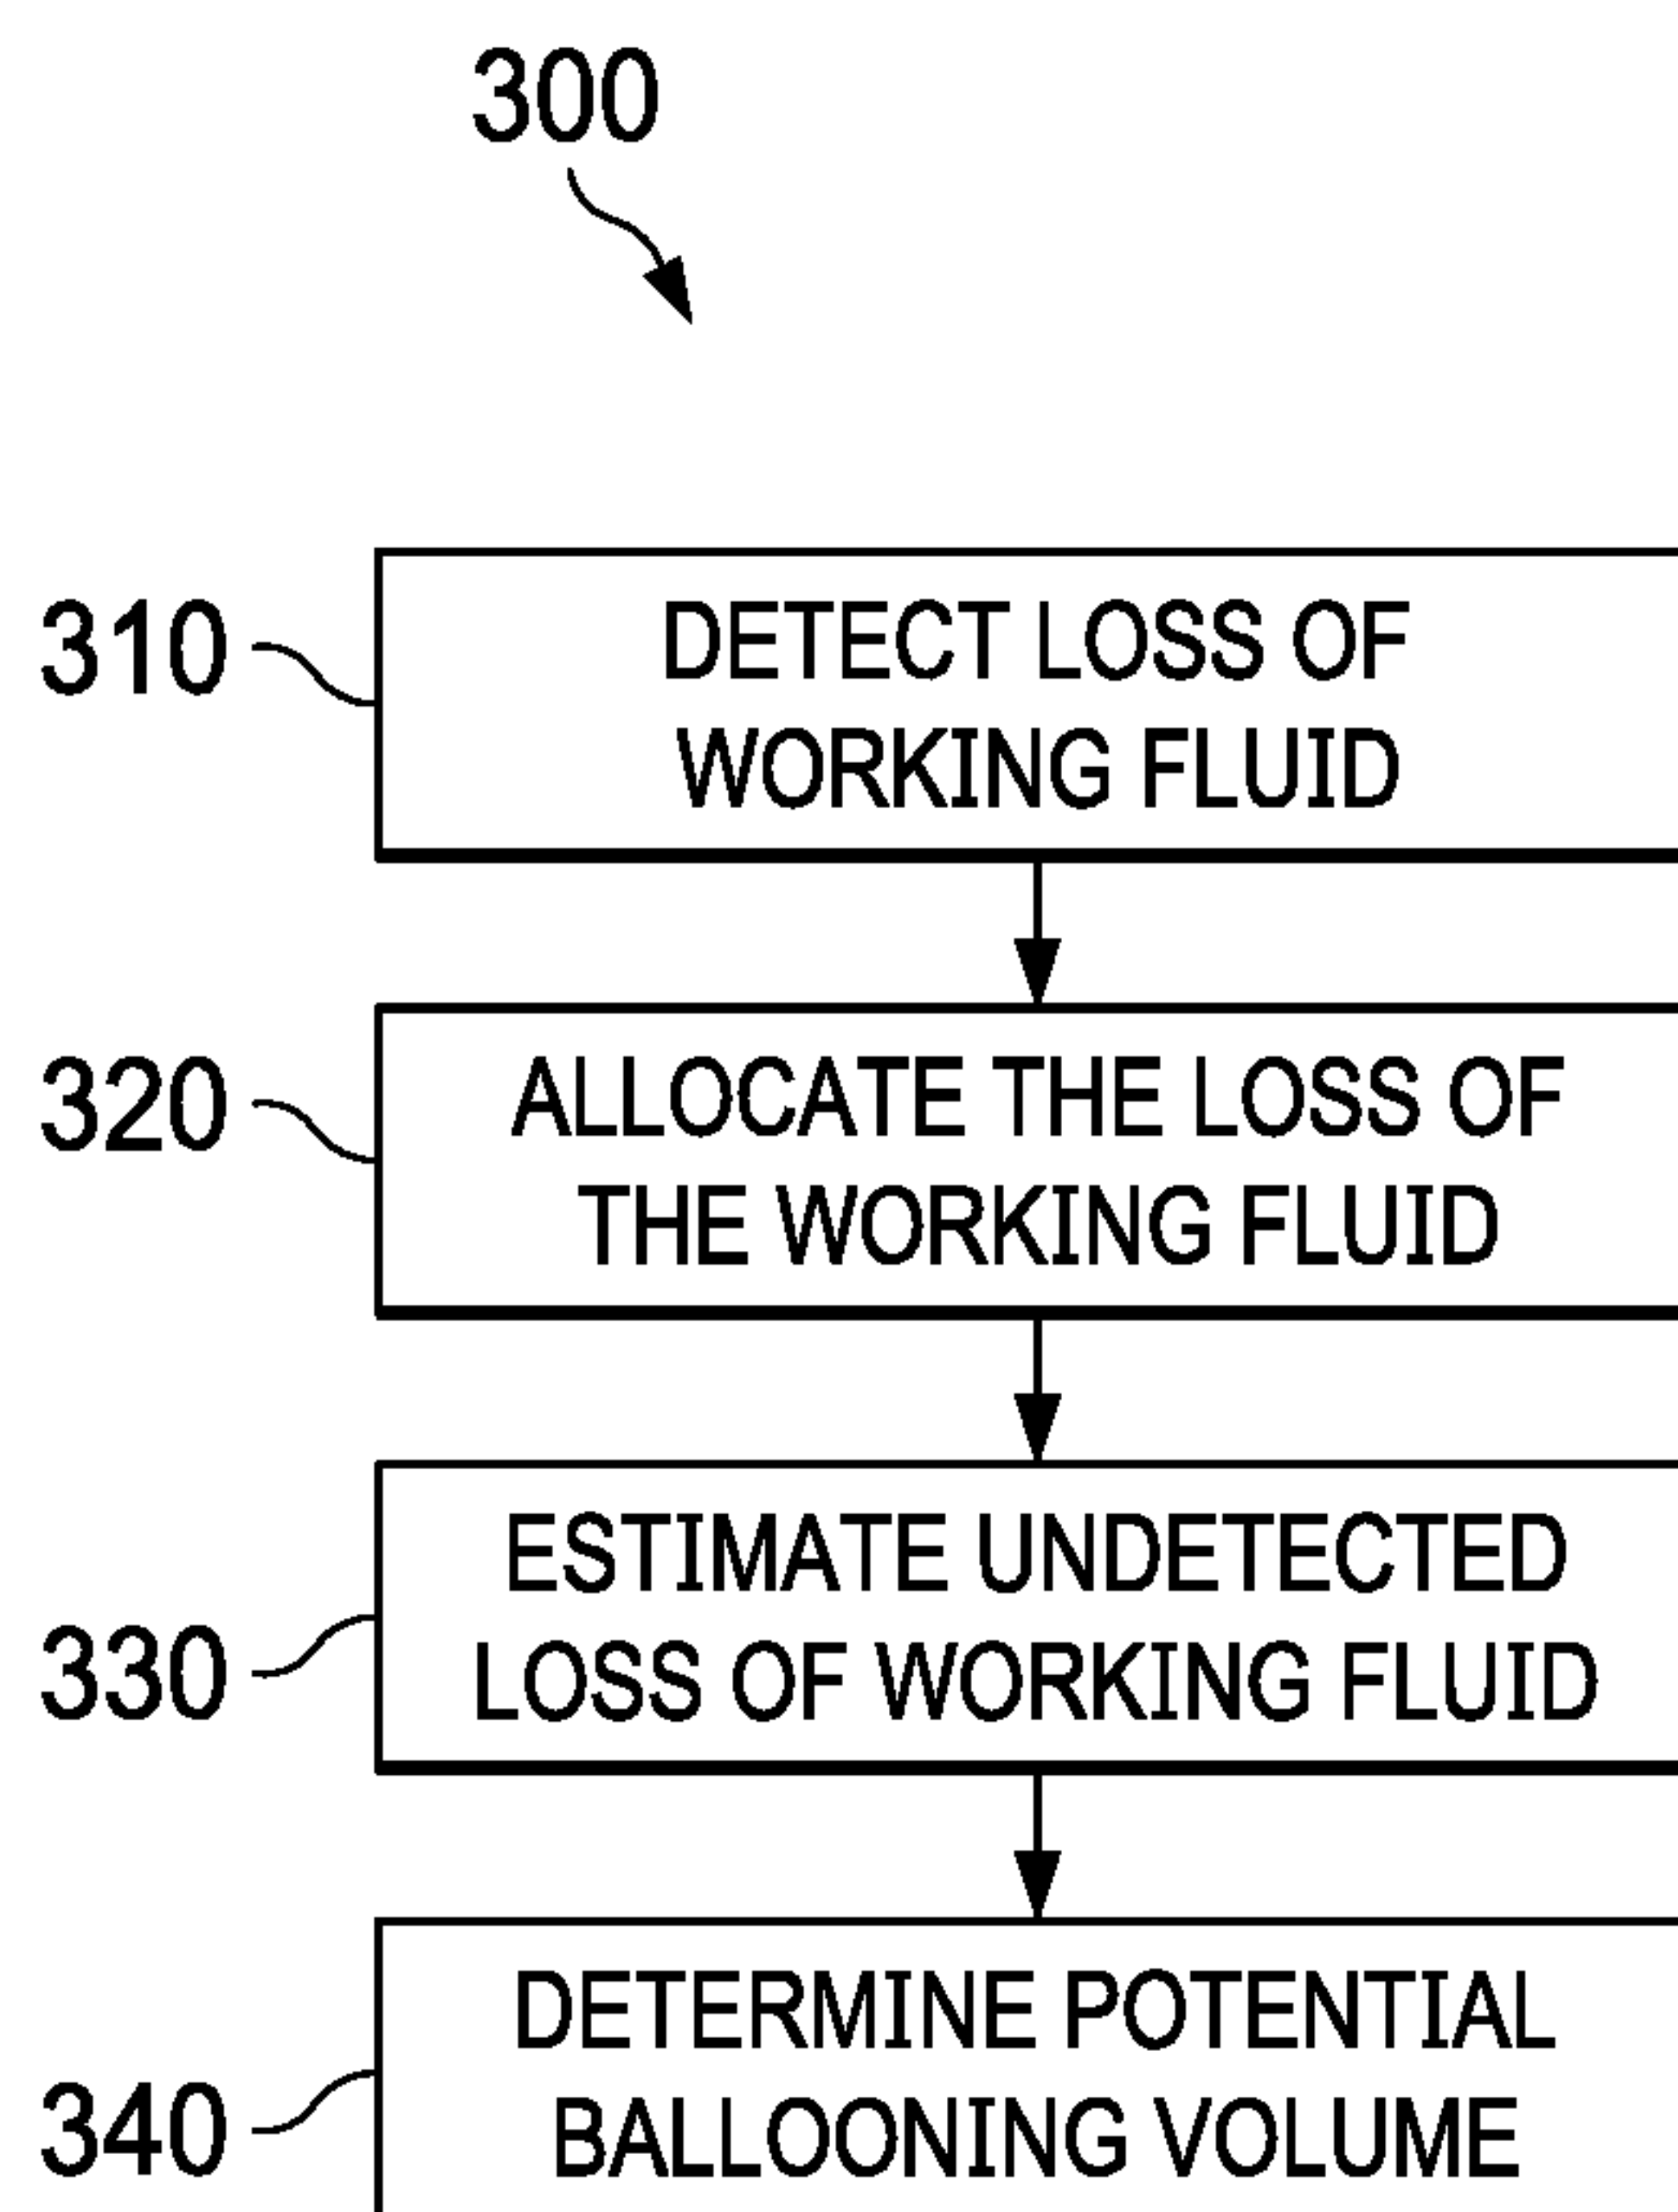 300
310
DETECT LOSS OF
WORKING FLUID
320
ALLOCATE THE LOSS OF
THE WORKING FLUID
330
ESTIMATE UNDETECTED
LOSS OF WORKING FLUID
340
DETERMINE POTENTIAL
BALLOONING VOLUME